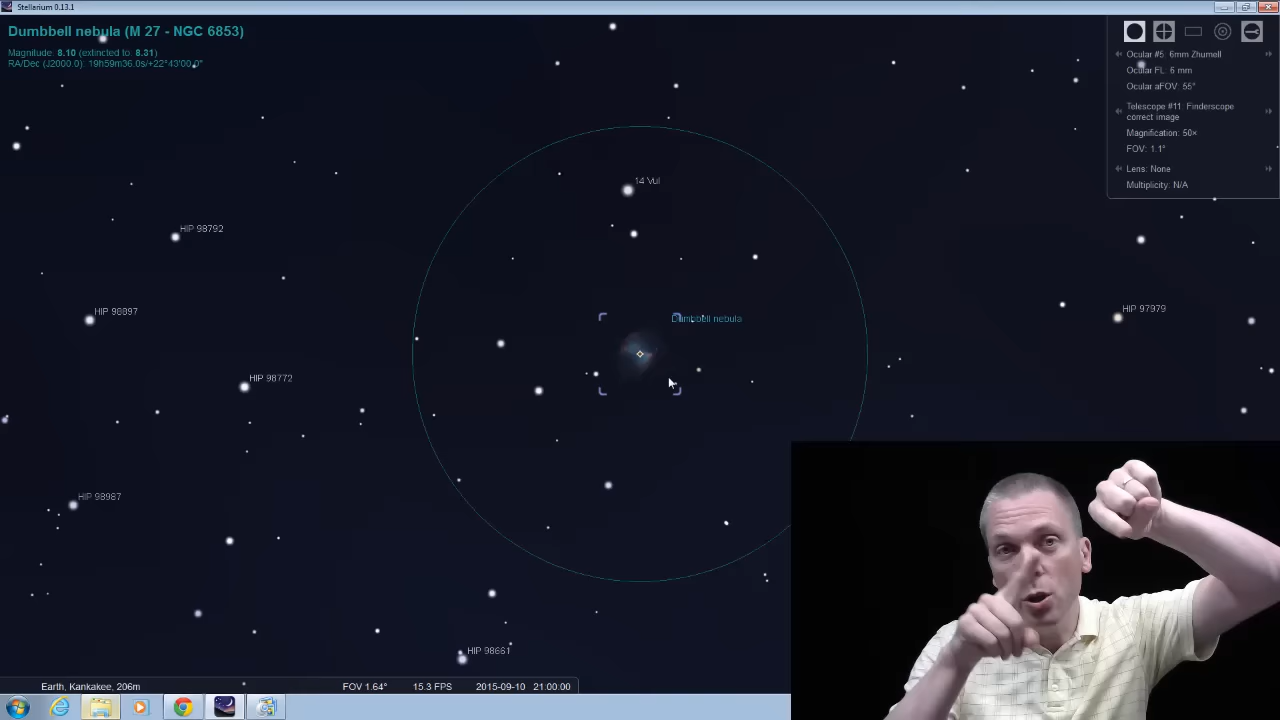 Stellarium 0.13.1
Dumbbell nebula (M 27 - NGC 6853)
Magnitude: 8.10 (extincted to: 8.31)
RA/Dec (J2000.0): 19h59m36.0s/+22°43'00.0"
Ocular #5: 6mm Zhumell
Ocular FL: 6 mm
Ocular aFOV: 55°
Telescope #11: Finderscope
correct image
Magnification: 50×
FOV: 1.1°
Lens: None
Multiplicity: N/A
14 Vul
HIP 98792
HIP 98897
Dumbbell nebula
HIP 97979
HIP 98772
HIP 98987
HIP 98661
Earth, Kankakee, 206m
FOV 1.64°
15.3 FPS
2015-09-10
21:00:00